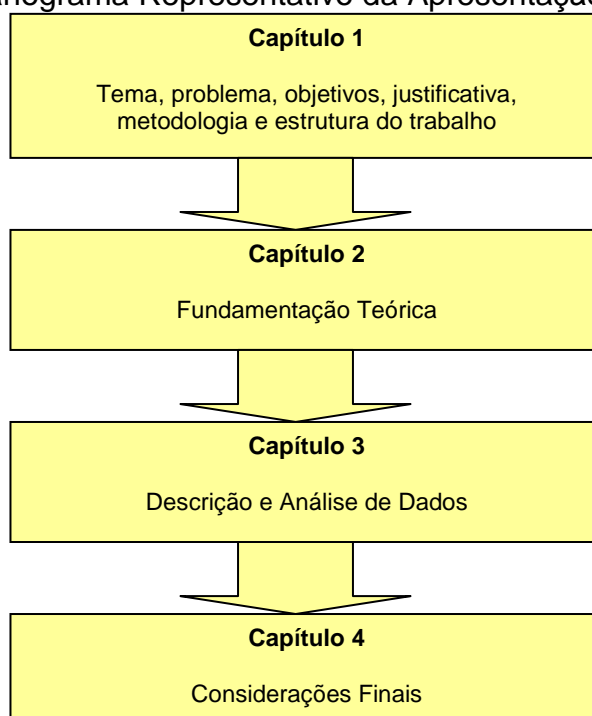 Representativo da
Capítulo 1
Tema, problema, objetivos, justificativa,
metodologia e estrutura do trabalho
Capítulo 2
Fundamentação Teórica
Capítulo 3
Descrição e Análise de Dados
Capítulo 4
Considerações Finais